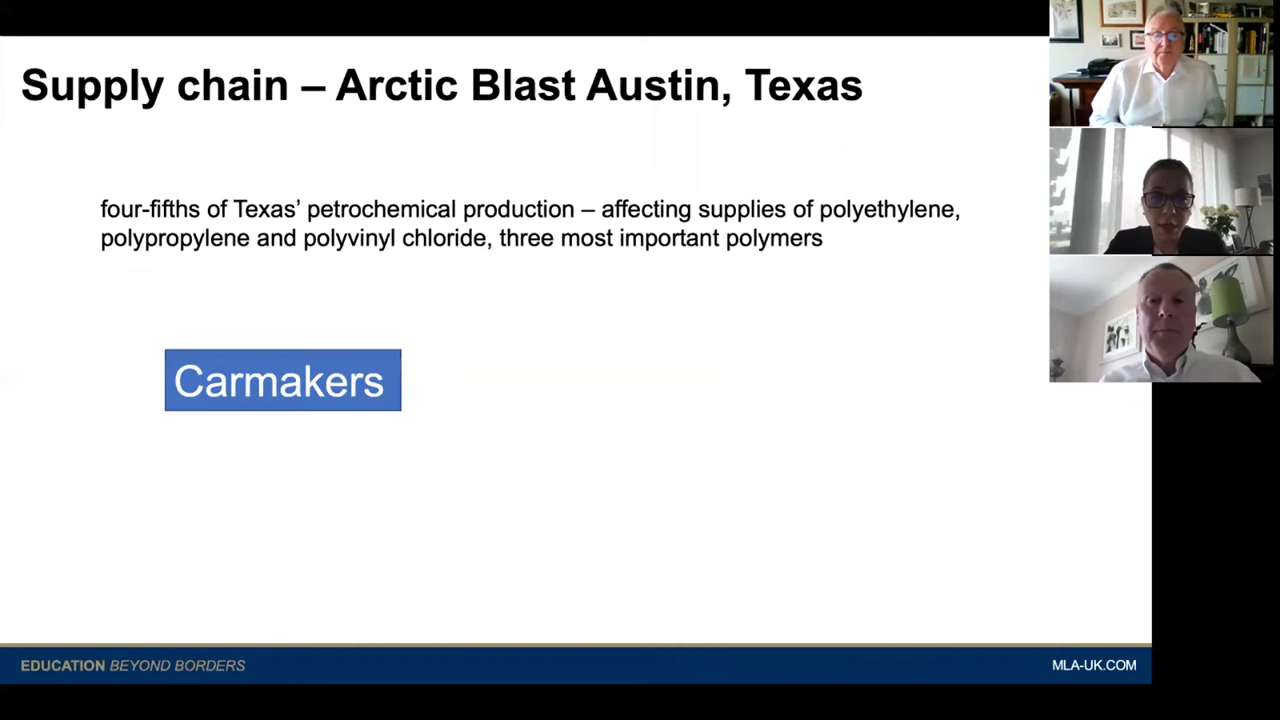 Supply chain – Arctic Blast Austin, Texas
four-fifths of Texas’ petrochemical production – affecting supplies of polyethylene,
polypropylene and polyvinyl chloride, three most important polymers
Carmakers
EDUCATION BEYOND BORDERS
MLA-UK.COM